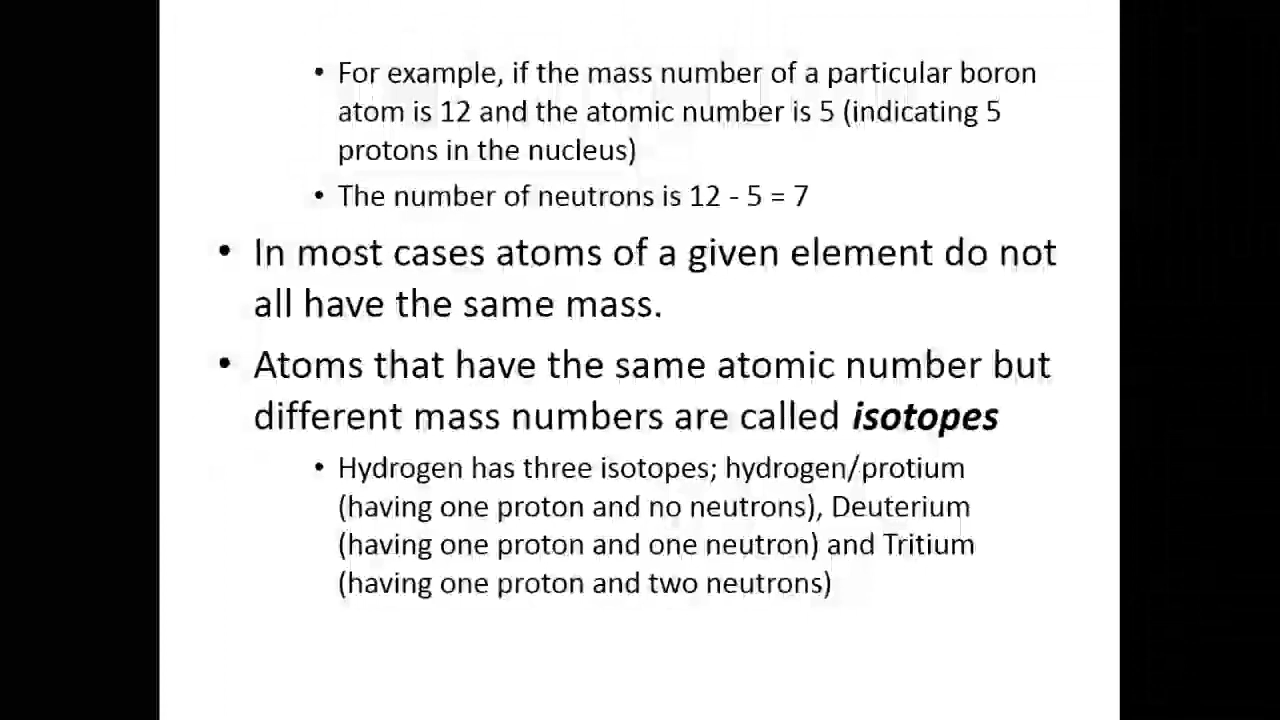 • For example, if the mass number of a particular boron
atom is 12 and the atomic number is 5 (indicating 5
protons in the nucleus)
• The number of neutrons is 12 - 5 = 7
• In most cases atoms of a given element do not
all have the same mass.
• Atoms that have the same atomic number but
different mass numbers are called isotopes
• Hydrogen has three isotopes; hydrogen/protium
(having one proton and no neutrons), Deuterium
(having one proton and one neutron) and Tritium
(having one proton and two neutrons)